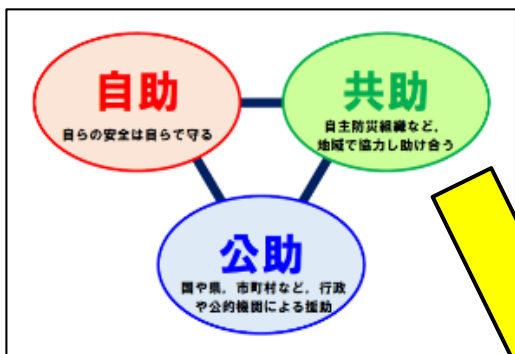 自助
自らの安全は自らで守る
共助
自主防災組織など，
地域で協力し助け合う
公助
国や県，市町村など，行政
や公的機関による援助